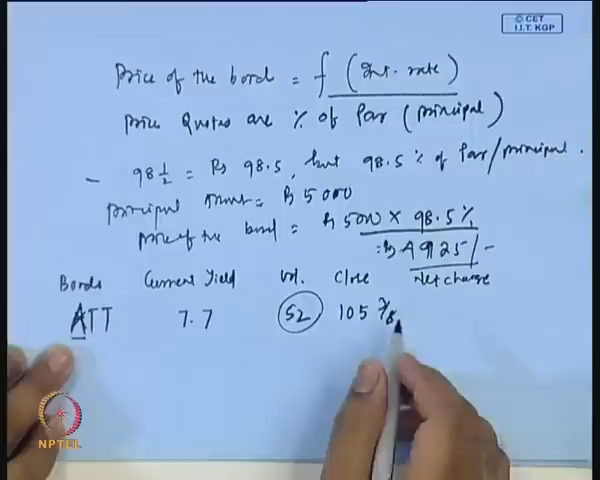 © CET
I.I.T. KGP
Price of the bond = f (Int. rate)
Price Quotes are % of Par (principal)
- 98 1/2 = Rs 98.5, but 98.5 % of Par/principal.
principal = Rs 5000
price of the bond = Rs 5000 × 98.5 %
= Rs 4925/-
Bonds Current Yield Vol. Close Net change
ATT 7.7 52 105 7/8
NPTEL